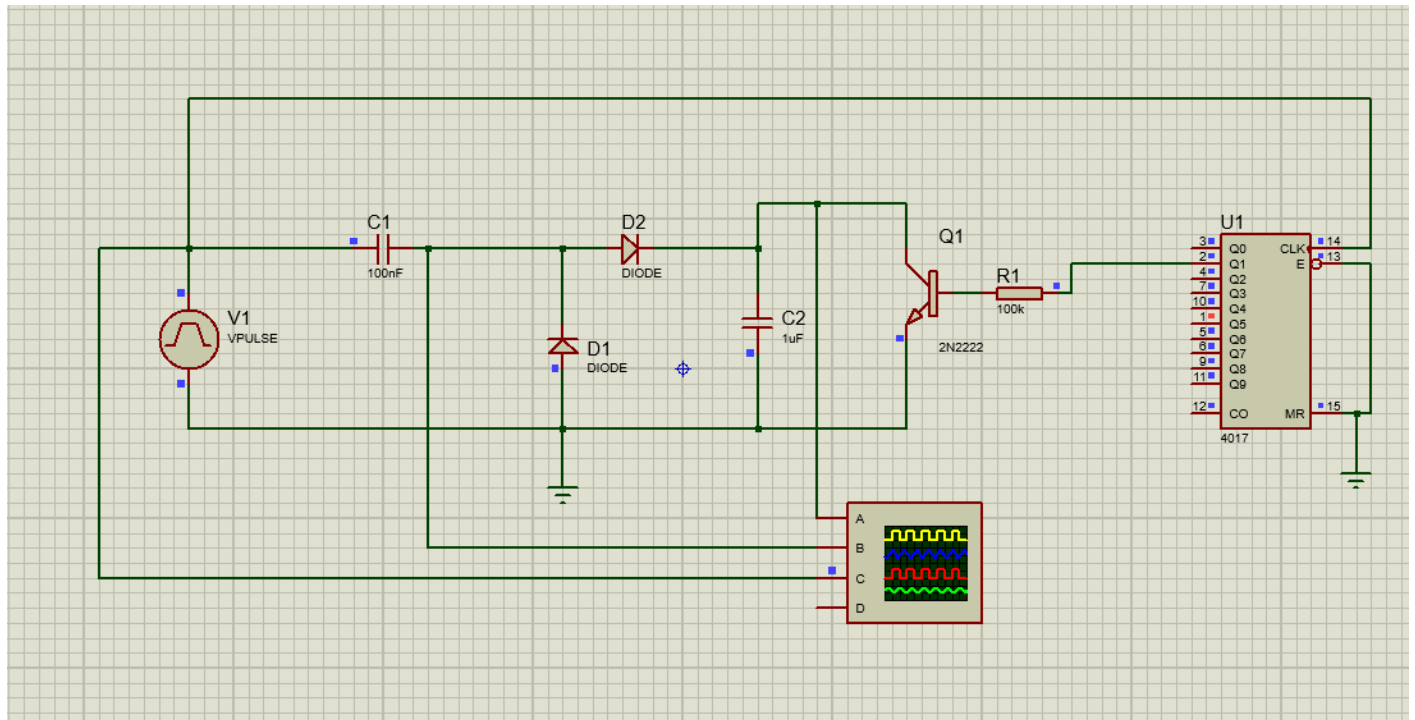 C1
100nF
D2
DIODE
Q1
2N2222
R1
100k
V1
VPULSE
D1
DIODE
C2
1uF
U1
3 Q0 CLK 14
2 Q1 E 13
4 Q2
7 Q3
10 Q4
1 Q5
5 Q6
6 Q7
9 Q8
11 Q9
12 CO MR 15
4017
A
B
C
D